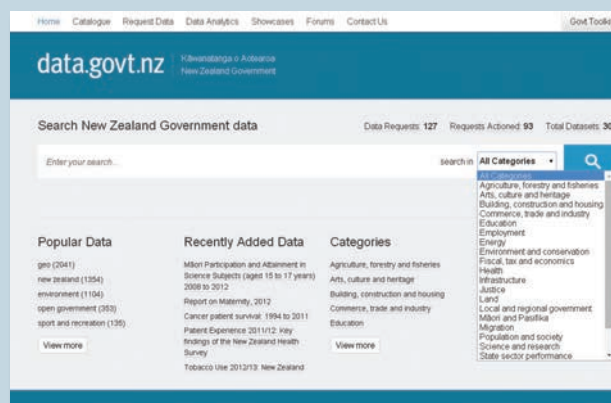 Home Catalogue Request Data Data Analytics Showcases Forums Contact Us
data.govt.nz
Kāwanatanga o Aotearoa
New Zealand Government
Search New Zealand Government data
Data Requests: 127 Requests Actioned: 93 Total Datasets:
Enter your search...
search in All Categories
All Categories
Agriculture, forestry and fisheries
Arts, culture and heritage
Building, construction and housing
Commerce, trade and industry
Education
Employment
Energy
Environment and conservation
Fiscal, tax and economics
Health
Infrastructure
Justice
Land
Local and regional government
Māori and Pasifika
Migration
Population and society
Science and research
State sector performance
Popular Data
geo (2041)
new zealand (1354)
environment (1104)
open government (353)
sport and recreation (135)
View more
Recently Added Data
Māori Participation and Attainment in
Science Subjects (aged 15 to 17 years)
2008 to 2012
Report on Maternity, 2012
Cancer patient survival: 1994 to 2011
Patient Experience 2011/12: Key
findings of the New Zealand Health
Survey
Tobacco Use 2012/13: New Zealand
Categories
Agriculture, forestry and fisheries
Arts, culture and heritage
Building, construction and housing
Commerce, trade and industry
Education
View more